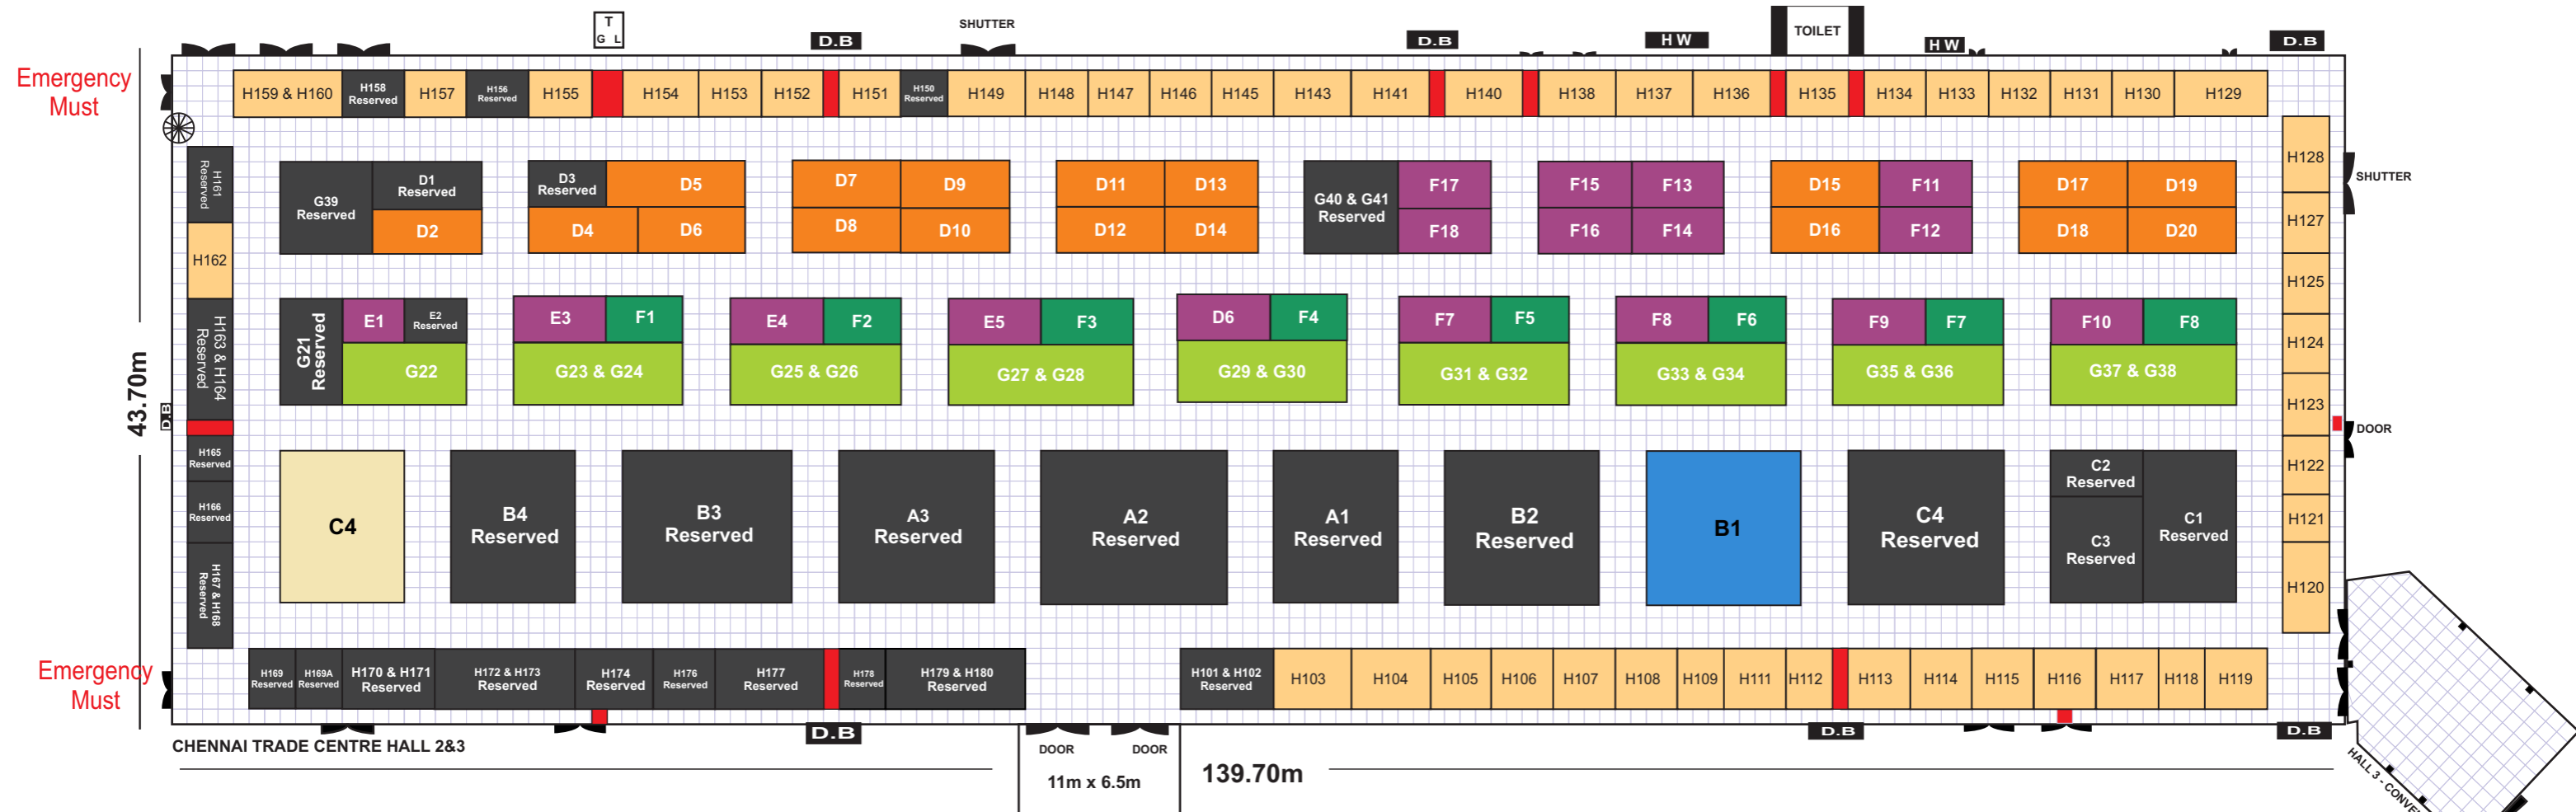 T
G L
SHUTTER
D.B
D.B
H W
TOILET
H W
D.B
Emergency
Must
H159 & H160
H158
Reserved
H157
H156
Reserved
H155
H154
H153
H152
H151
H150
Reserved
H149
H148
H147
H146
H145
H143
H141
H140
H138
H137
H136
H135
H134
H133
H132
H131
H130
H129
H161
Reserved
H162
H163 & H164
Reserved
D.B
H165
Reserved
H166
Reserved
H167 & H168
Reserved
G39
Reserved
D1
Reserved
D2
D3
Reserved
D5
D4
D6
D7
D9
D8
D10
D11
D13
D12
D14
G40 & G41
Reserved
F17
F18
F15
F13
F16
F14
D15
F11
D16
F12
D17
D19
D18
D20
H128
H127
H125
H124
H123
H122
H121
H120
SHUTTER
DOOR
G21
Reserved
E1
E2
Reserved
G22
E3
F1
G23 & G24
E4
F2
G25 & G26
E5
F3
G27 & G28
D6
F4
G29 & G30
F7
F5
G31 & G32
F8
F6
G33 & G34
F9
F7
G35 & G36
F10
F8
G37 & G38
43.70m
C4
B4
Reserved
B3
Reserved
A3
Reserved
A2
Reserved
A1
Reserved
B2
Reserved
B1
C4
Reserved
C2
Reserved
C3
Reserved
C1
Reserved
Emergency
Must
H169
Reserved
H169A
Reserved
H170 & H171
Reserved
H172 & H173
Reserved
H174
Reserved
H176
Reserved
H177
Reserved
H178
Reserved
H179 & H180
Reserved
H101 & H102
Reserved
H103
H104
H105
H106
H107
H108
H109
H111
H112
H113
H114
H115
H116
H117
H118
H119
CHENNAI TRADE CENTRE HALL 2&3
D.B
DOOR
DOOR
D.B
D.B
11m x 6.5m
139.70m
HALL 3 -